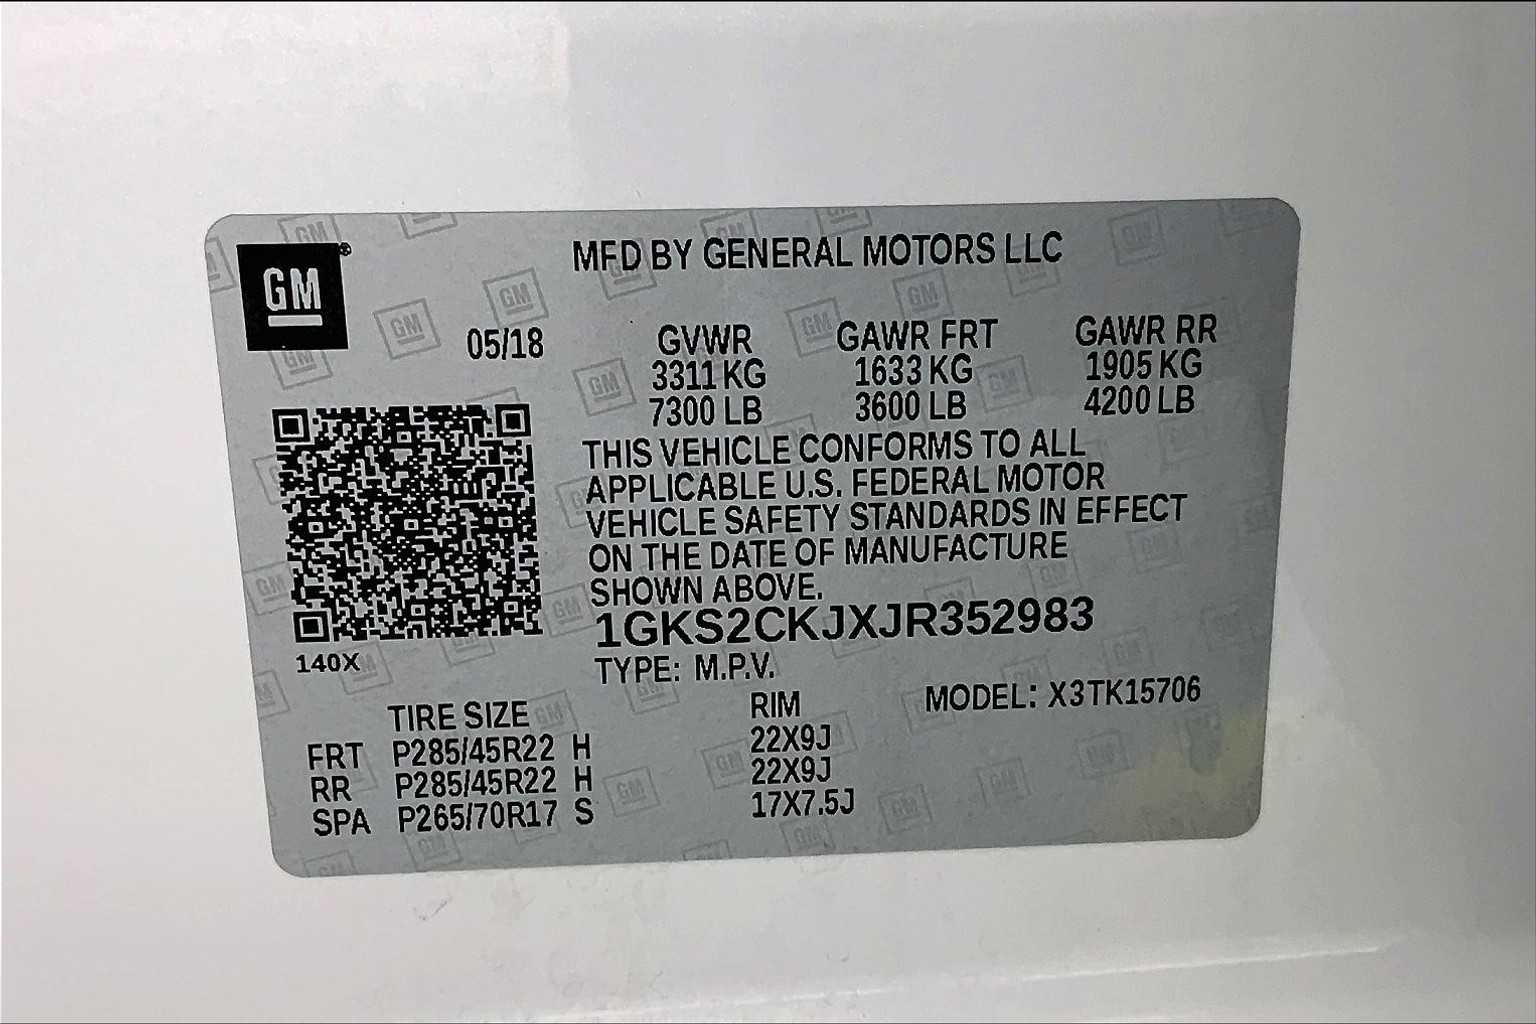 GM®
MFD BY GENERAL MOTORS LLC
05/18 GVWR GAWR FRT GAWR RR
3311 KG 1633 KG 1905 KG
7300 LB 3600 LB 4200 LB
THIS VEHICLE CONFORMS TO ALL
APPLICABLE U.S. FEDERAL MOTOR
VEHICLE SAFETY STANDARDS IN EFFECT
ON THE DATE OF MANUFACTURE
SHOWN ABOVE.
1GKS2CKJXJR352983
140X
TYPE: M.P.V.
TIRE SIZE RIM MODEL: X3TK15706
FRT P285/45R22 H 22X9J
RR P285/45R22 H 22X9J
SPA P265/70R17 S 17X7.5J